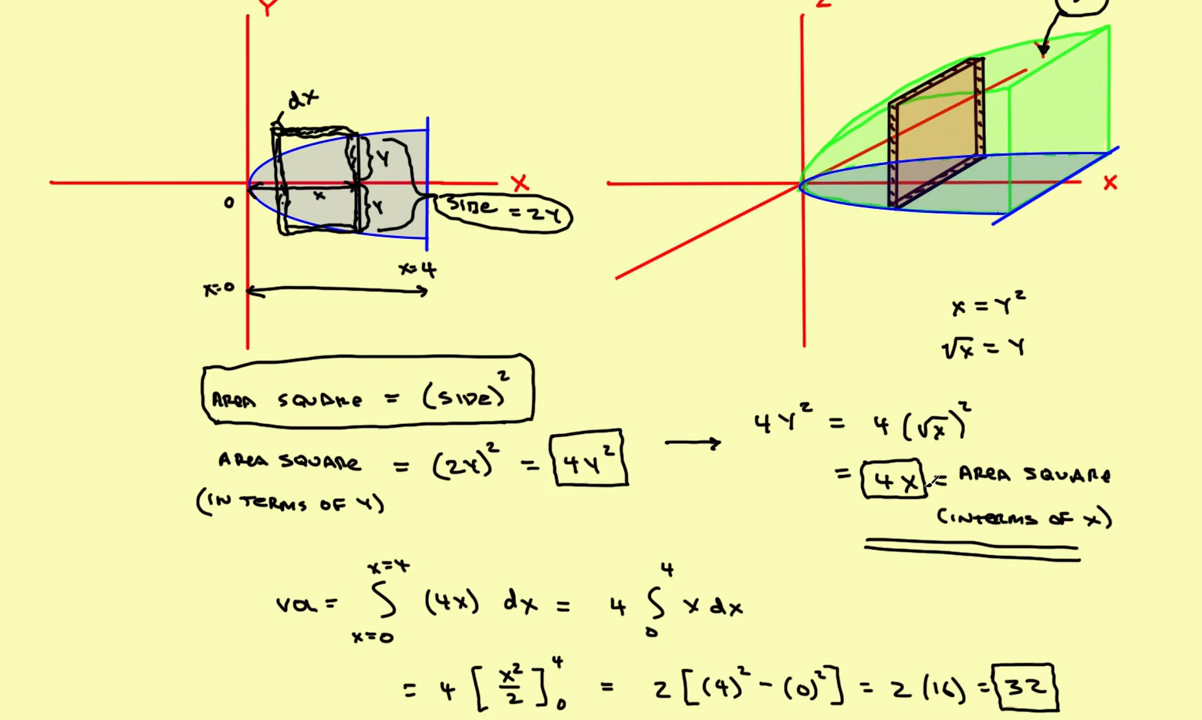 Y
Z
dx
Y
Y
X
X
x
0
SIDE = 2Y
x=4
x=0
x = Y²
√x = Y
AREA SQUARE = (SIDE)²
4Y² = 4(√x)²
AREA SQUARE = (2Y)² = 4Y²
= 4x = AREA SQUARE
(IN TERMS OF Y)
(IN TERMS OF X)
VOL = ∫ x=0 x=4 (4x) dx = 4 ∫ 0 4 x dx
= 4 [x²/2] 0 4 = 2[(4)² - (0)²] = 2(16) = 32